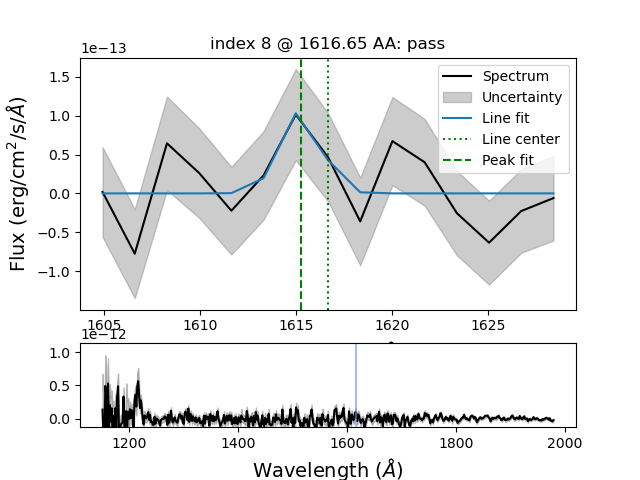 index 8 @ 1616.65 AA: pass
1e−13
Flux (erg/cm²/s/Å)
1.5
1.0
0.5
0.0
−0.5
−1.0
Spectrum
Uncertainty
Line fit
Line center
Peak fit
1605 1610 1615 1620 1625
1e−12
1.0
0.5
0.0
1200 1400 1600 1800 2000
Wavelength (Å)